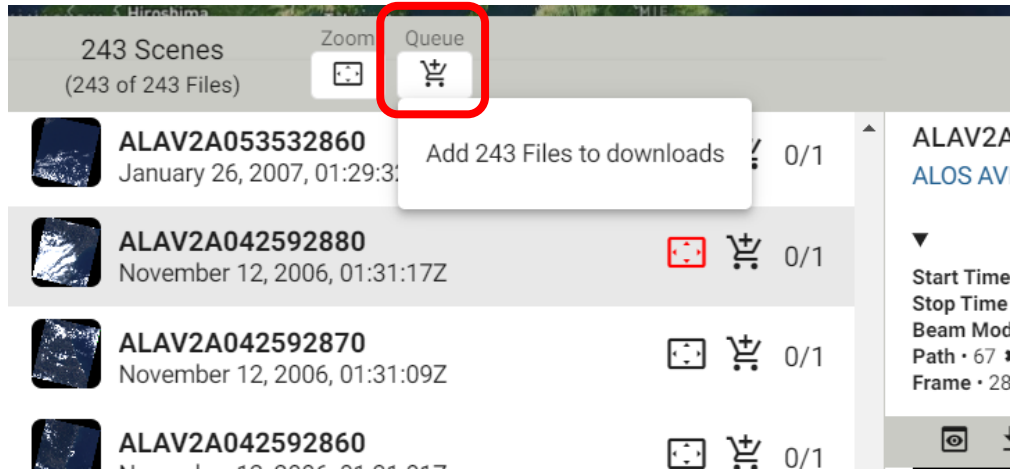 Hiroshima
MIE
243 Scenes
(243 of 243 Files)
Zoom
Queue
Add 243 Files to downloads
ALAV2A053532860
January 26, 2007, 01:29:3
0/1
ALAV2A042592880
November 12, 2006, 01:31:17Z
0/1
ALAV2A042592870
November 12, 2006, 01:31:09Z
0/1
ALAV2A042592860
0/1
ALAV2A
ALOS AV
Start Time
Stop Time
Beam Mod
Path • 67
Frame • 28